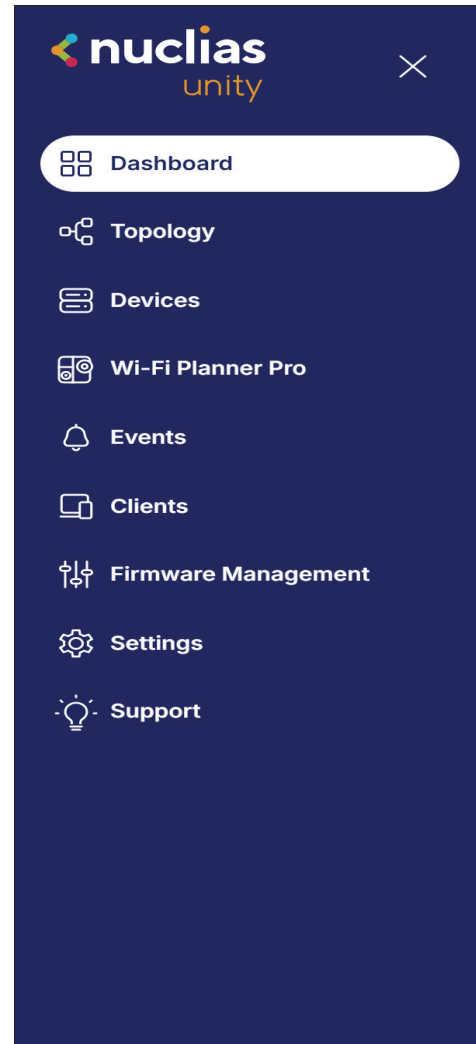 nuclias
unity
Dashboard
Topology
Devices
Wi-Fi Planner Pro
Events
Clients
Firmware Management
Settings
Support